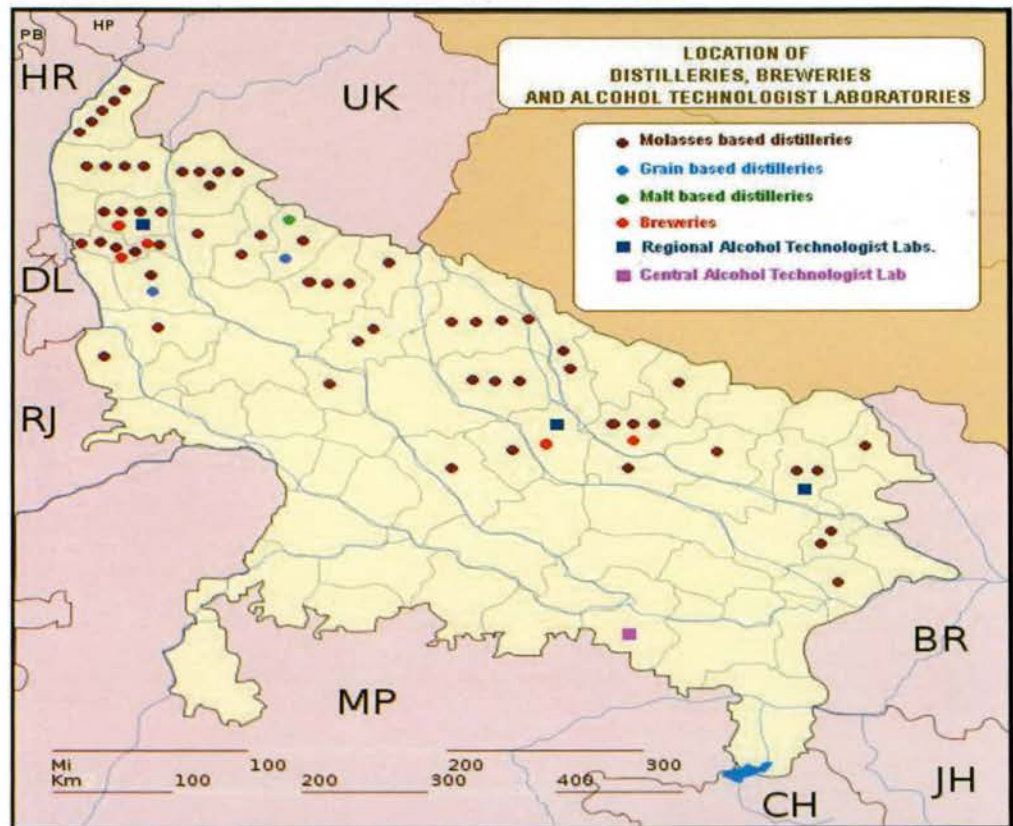 PB
HP
HR
UK
LOCATION OF
DISTILLERIES, BREWERIES
AND ALCOHOL TECHNOLOGIST LABORATORIES
Molasses based distilleries
Grain based distilleries
Malt based distilleries
Breweries
Regional Alcohol Technologist Labs.
Central Alcohol Technologist Lab
DL
RJ
BR
MP
Mi 100 200 300
Km 100 200 300 400
CH
JH